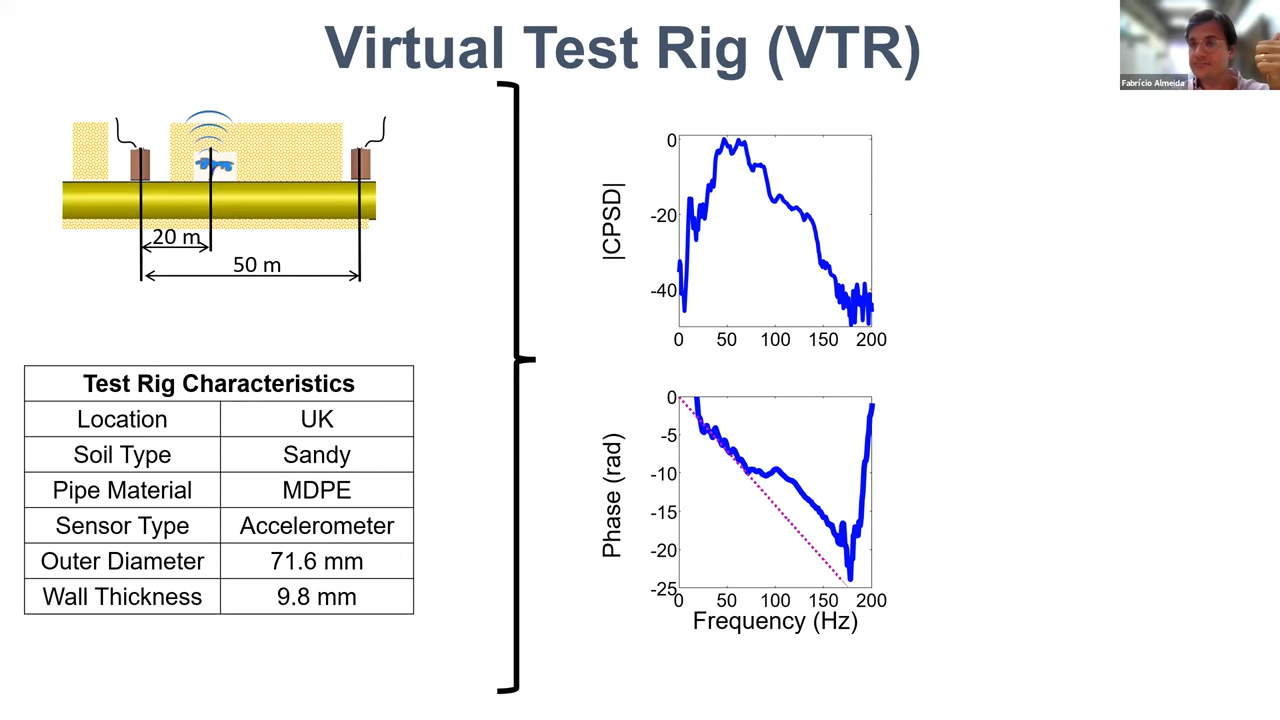 Virtual Test Rig (VTR)
Fabrício Almeida
20 m
50 m
Test Rig Characteristics
Location UK
Soil Type Sandy
Pipe Material MDPE
Sensor Type Accelerometer
Outer Diameter 71.6 mm
Wall Thickness 9.8 mm
|CPSD|
0
-20
-40
0 50 100 150 200
Phase (rad)
0
-5
-10
-15
-20
-25
0 50 100 150 200
Frequency (Hz)